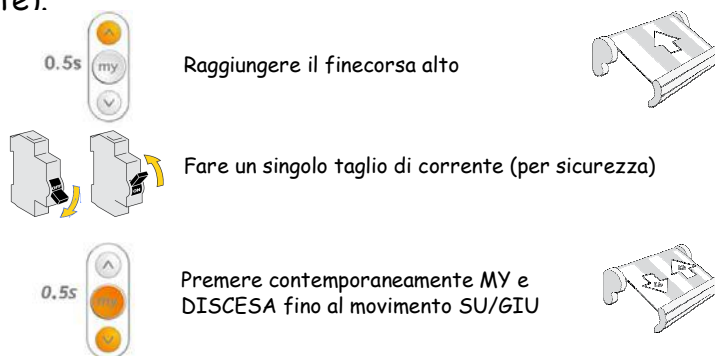 0.5s
my
Raggiungere il finecorsa alto
Fare un singolo taglio di corrente (per sicurezza)
0.5s
my
Premere contemporaneamente MY e
DISCESA fino al movimento SU/GIU